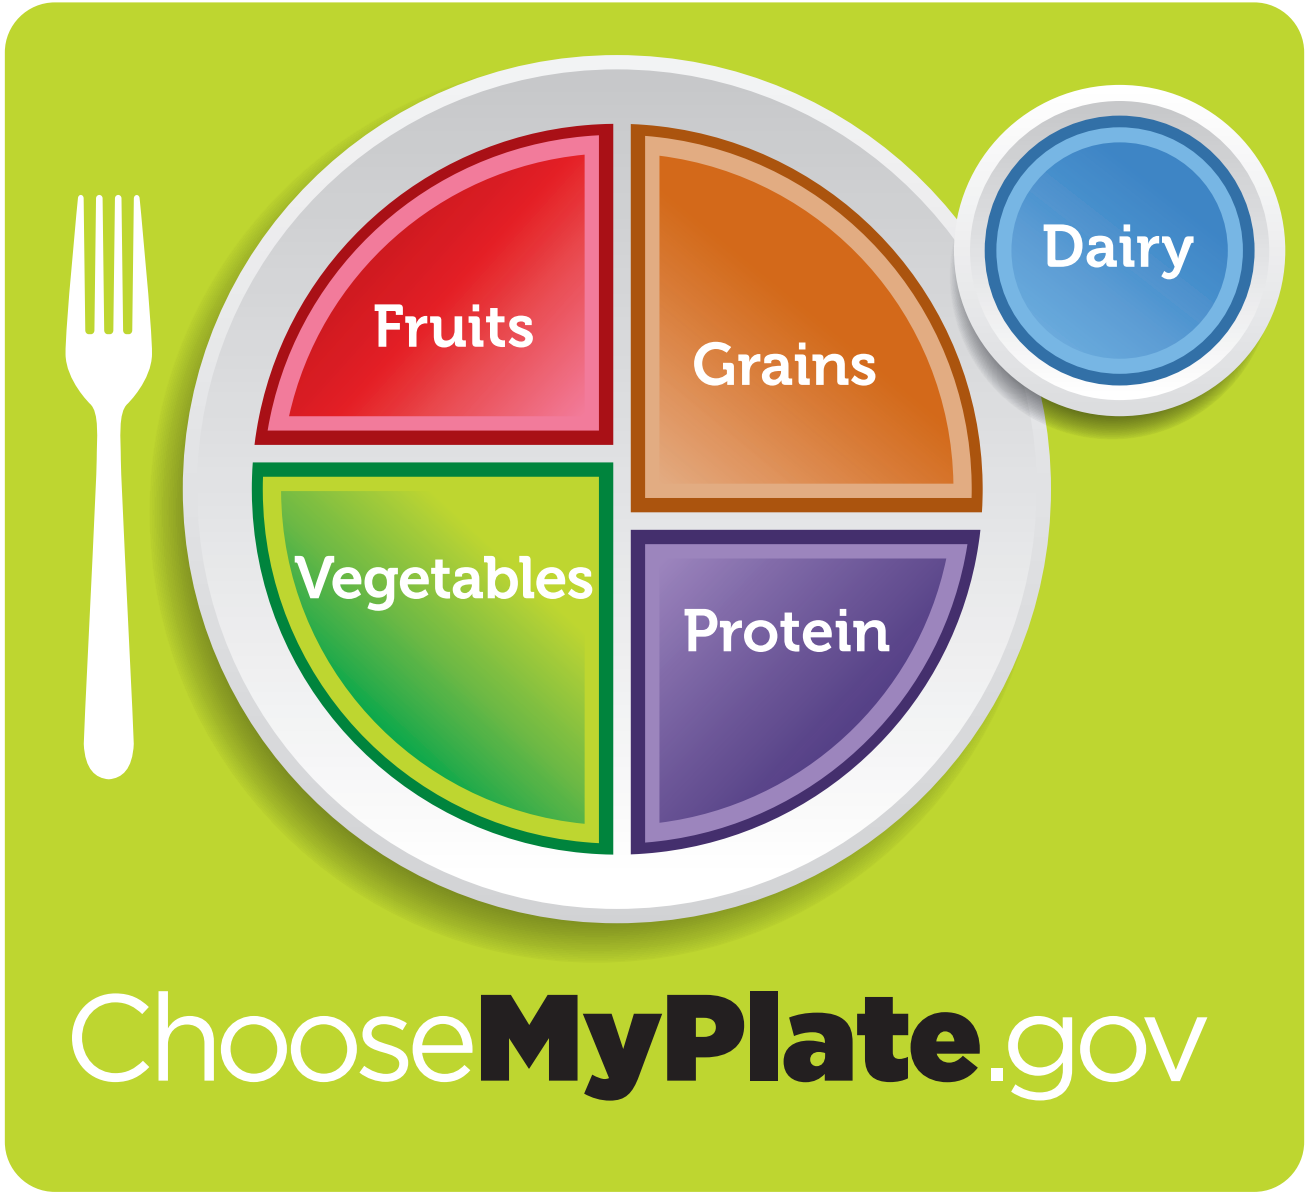 Fruits
Grains
Dairy
Vegetables
Protein
ChooseMyPlate.gov